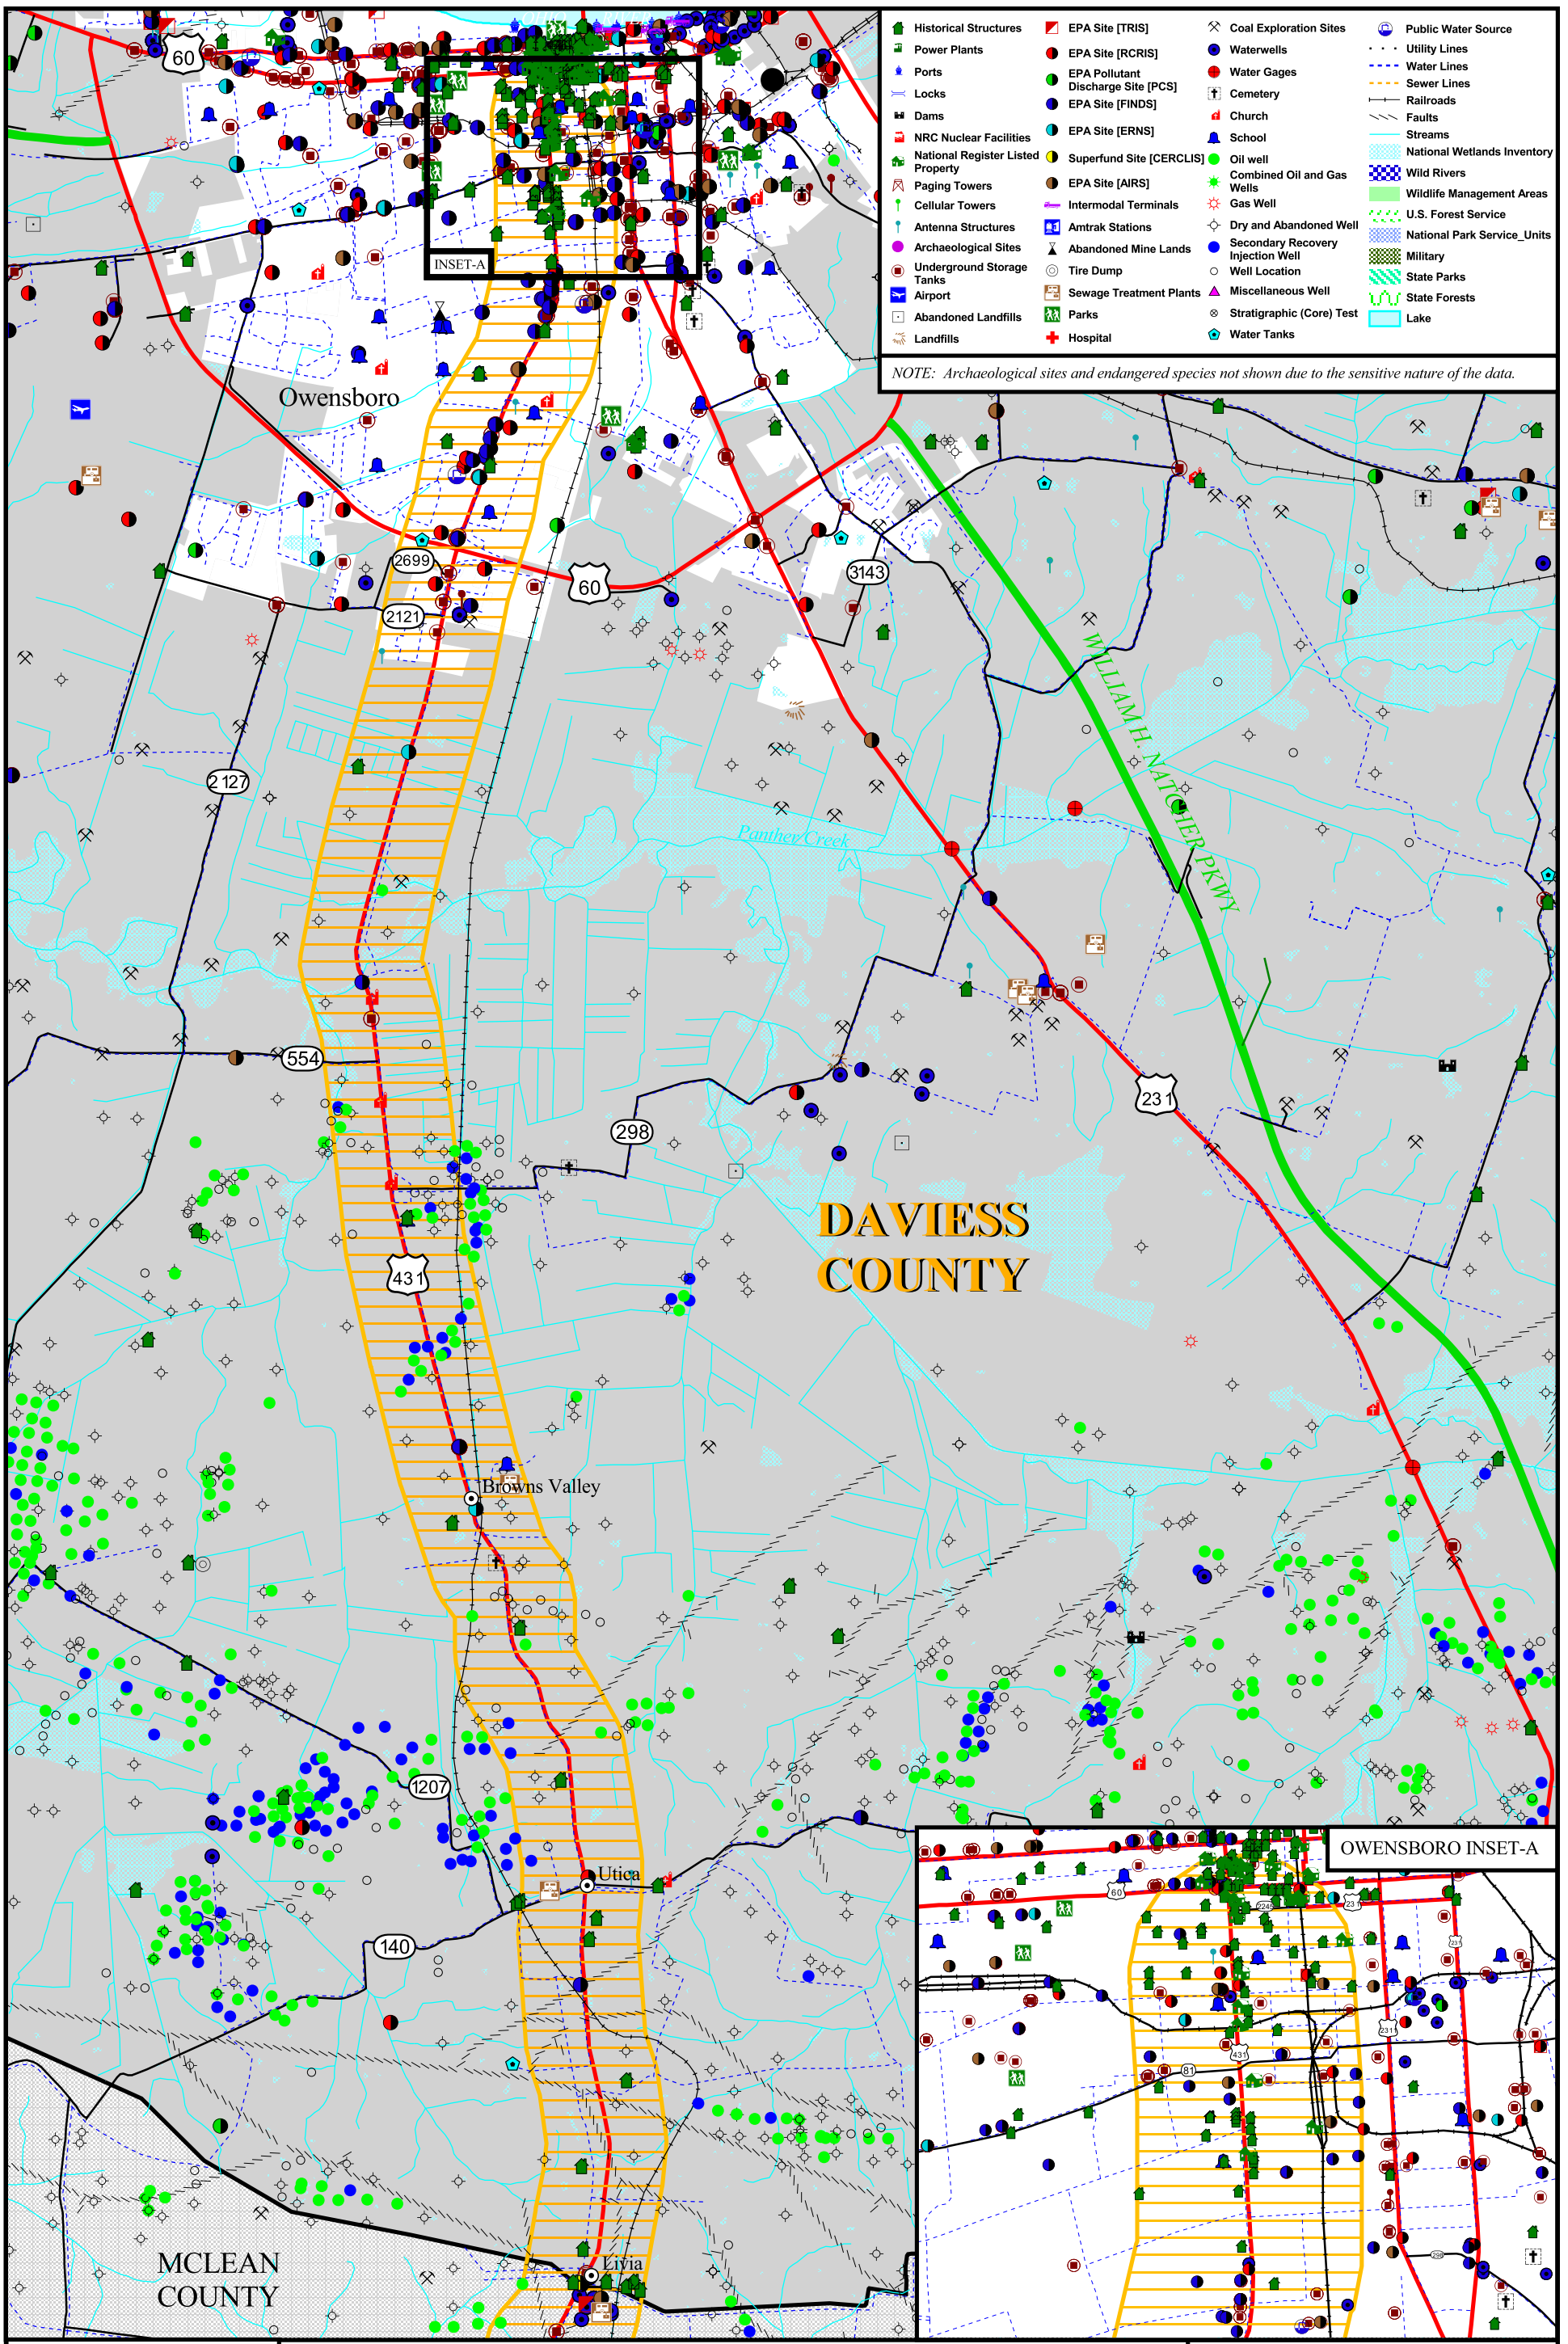 60
INSET-A
Owensboro
Historical Structures
Power Plants
Ports
Locks
Dams
NRC Nuclear Facilities
National Register Listed
Property
Paging Towers
Cellular Towers
Antenna Structures
Archaeological Sites
Underground Storage
Tanks
Airport
Abandoned Landfills
Landfills
EPA Site [TRIS]
EPA Site [RCRIS]
EPA Pollutant
Discharge Site [PCS]
EPA Site [FINDS]
EPA Site [ERNS]
Superfund Site [CERCLIS]
EPA Site [AIRS]
Intermodal Terminals
Amtrak Stations
Abandoned Mine Lands
Tire Dump
Sewage Treatment Plants
Parks
Hospital
Coal Exploration Sites
Waterwells
Water Gages
Cemetery
Church
School
Oil well
Combined Oil and Gas
Wells
Gas Well
Dry and Abandoned Well
Secondary Recovery
Injection Well
Well Location
Miscellaneous Well
Stratigraphic (Core) Test
Water Tanks
Public Water Source
Utility Lines
Water Lines
Sewer Lines
Railroads
Faults
Streams
National Wetlands Inventory
Wild Rivers
Wildlife Management Areas
U.S. Forest Service
National Park Service_Units
Military
State Parks
State Forests
Lake
NOTE: Archaeological sites and endangered species not shown due to the sensitive nature of the data.
2699
60
3143
2121
WILLIAM H. NATCHER PKWY
2127
Panther Creek
554
231
298
DAVIESS
COUNTY
431
Browns Valley
1207
Utica
140
MCLEAN
COUNTY
Livia
OWENSBORO INSET-A
60
2245
231
231
2311
431
81
298